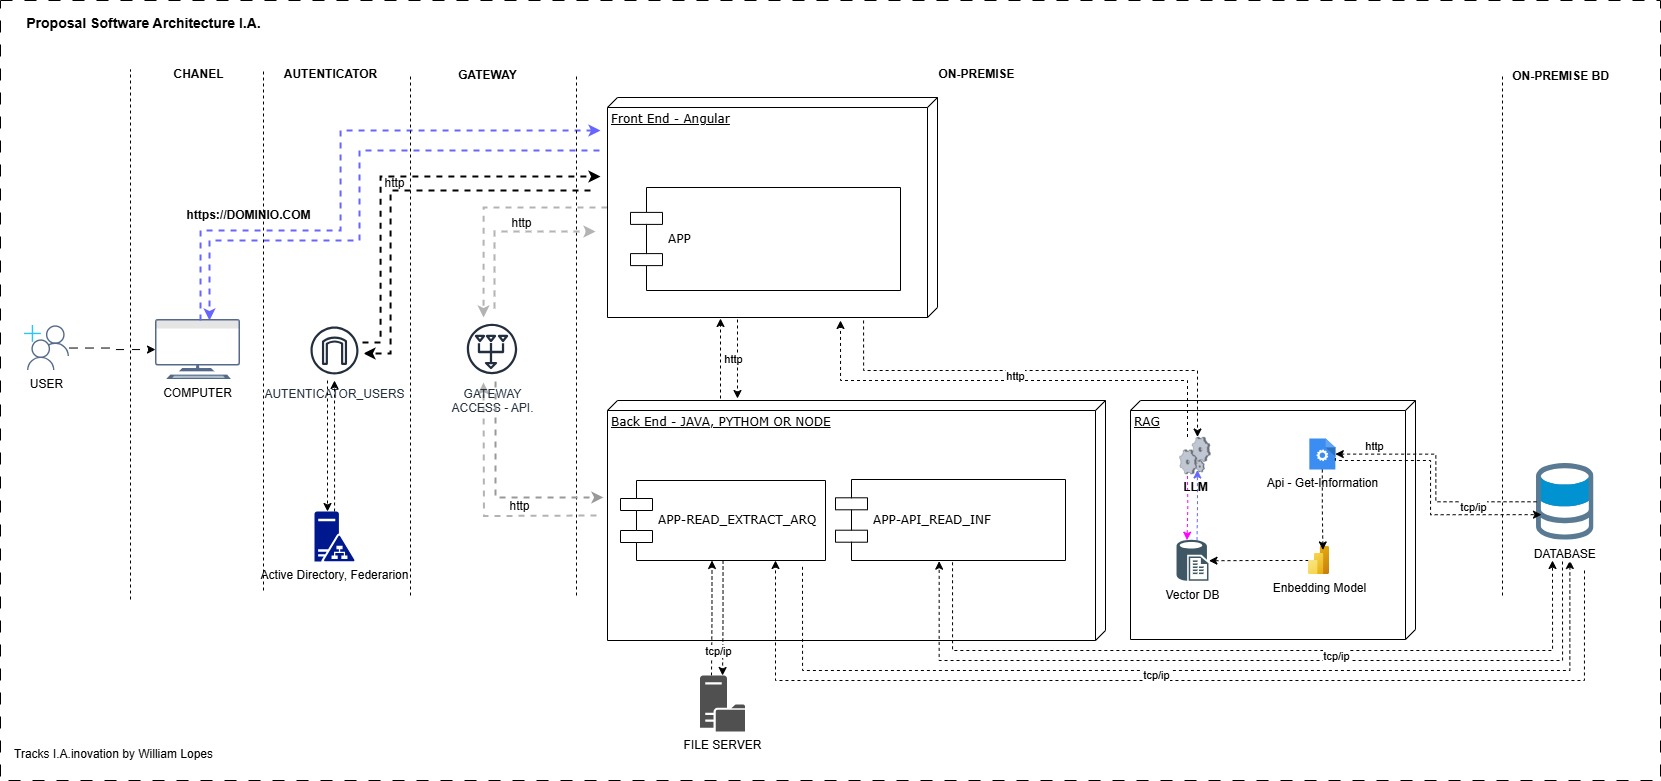 Proposal Software Architecture I.A.
CHANEL
AUTENTICATOR
GATEWAY
ON-PREMISE
ON-PREMISE BD
Front End - Angular
http
https://DOMINIO.COM
http
APP
USER
COMPUTER
AUTENTICATOR_USERS
GATEWAY
ACCESS - API.
http
http
Back End - JAVA, PYTHOM OR NODE
RAG
http
LLM
Api - Get-Information
http
APP-READ_EXTRACT_ARQ
APP-API_READ_INF
tcp/ip
DATABASE
Active Directory, Federarion
Vector DB
Enbedding Model
tcp/ip
tcp/ip
tcp/ip
FILE SERVER
Tracks I.A.inovation by William Lopes